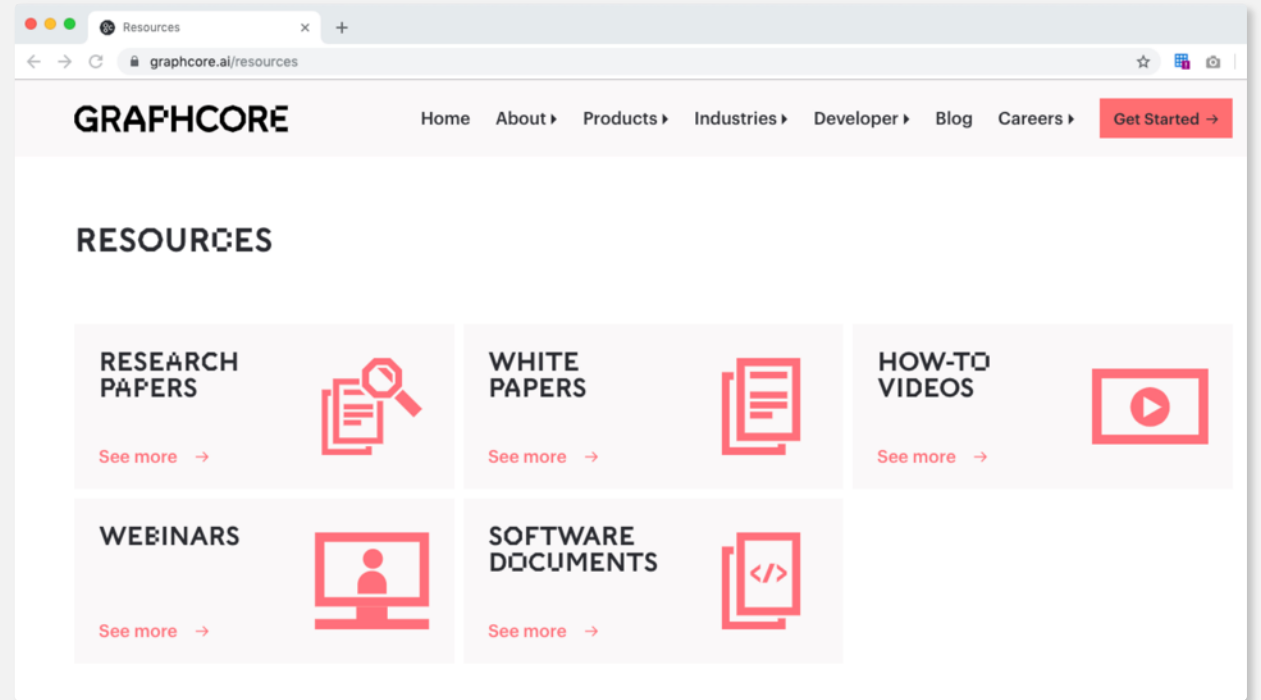 Resources
graphcore.ai/resources
GRAPHCORE
Home About Products Industries Developer Blog Careers Get Started →
RESOURCES
RESEARCH
PAPERS
See more →
WHITE
PAPERS
See more →
HOW-TO
VIDEOS
See more →
WEBINARS
See more →
SOFTWARE
DOCUMENTS
</>
See more →